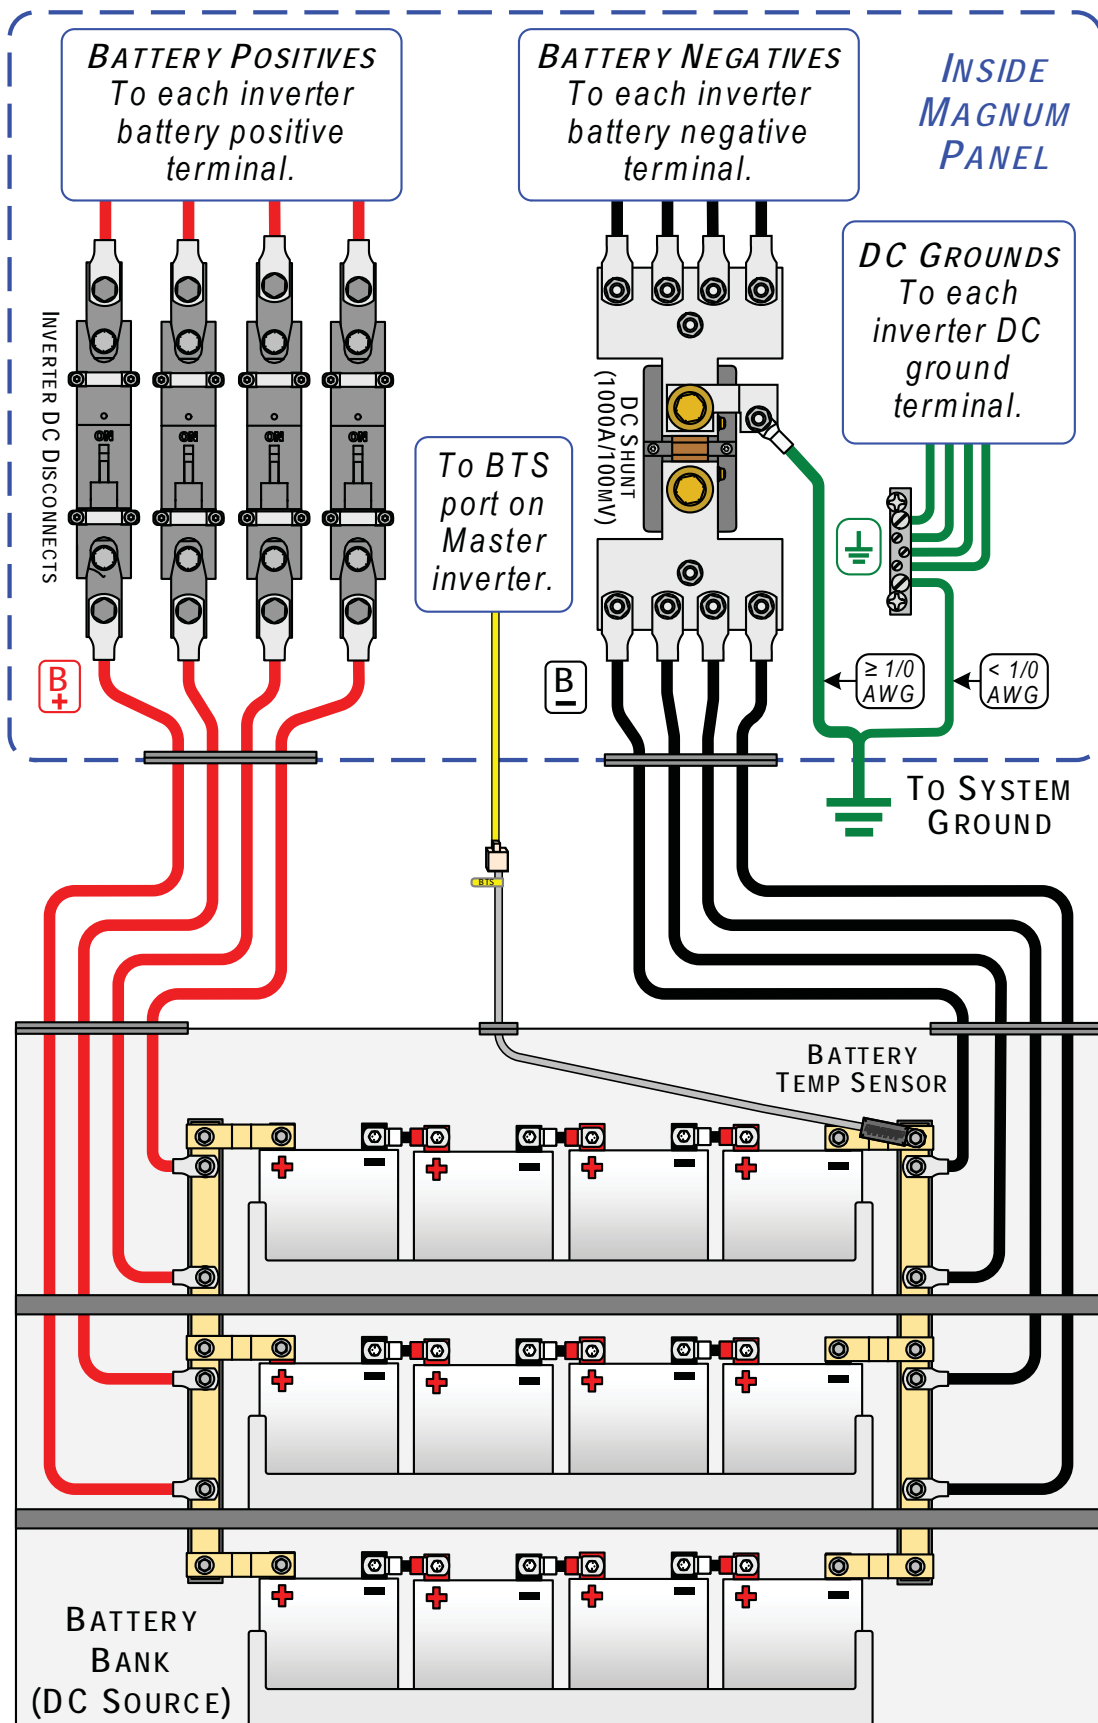 BATTERY POSITIVES
To each inverter
battery positive
terminal.
BATTERY NEGATIVES
To each inverter
battery negative
terminal.
INSIDE
MAGNUM
PANEL
DC GROUNDS
To each
inverter DC
ground
terminal.
INVERTER DC DISCONNECTS
ON
ON
ON
ON
DC SHUNT
(1000A/100MV)
To BTS
port on
Master
inverter.
B
+
B
−
≥ 1/0
AWG
< 1/0
AWG
TO SYSTEM
GROUND
BTS
BATTERY
TEMP SENSOR
+ − + − + − + −
+ − + − + − + −
+ − + − + − + −
BATTERY
BANK
(DC SOURCE)